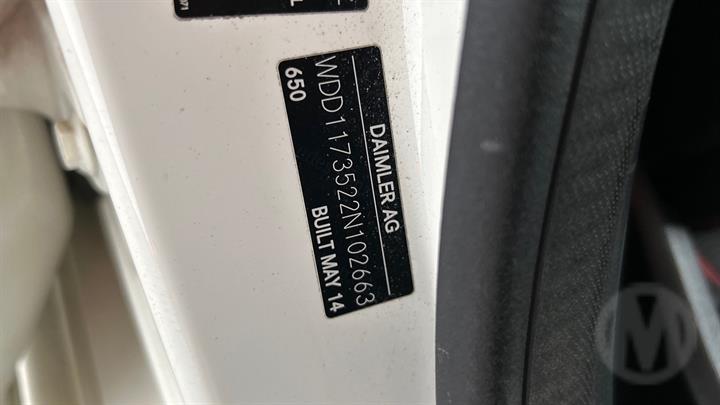 DAIMLER AG
WDD1173522N102663
650 BUILT MAY 14
M